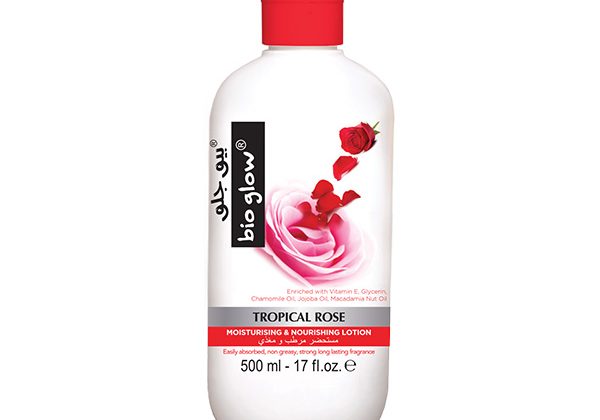 بيو جلو®
bio glow®
Enriched with Vitamin E, Glycerin,
Chamomile Oil, Jojoba Oil, Macadamia Nut Oil
TROPICAL ROSE
MOISTURISING & NOURISHING LOTION
مستحضر مرطب و مغذي
Easily absorbed, non greasy, strong long lasting fragrance
500 ml - 17 fl.oz. ℮